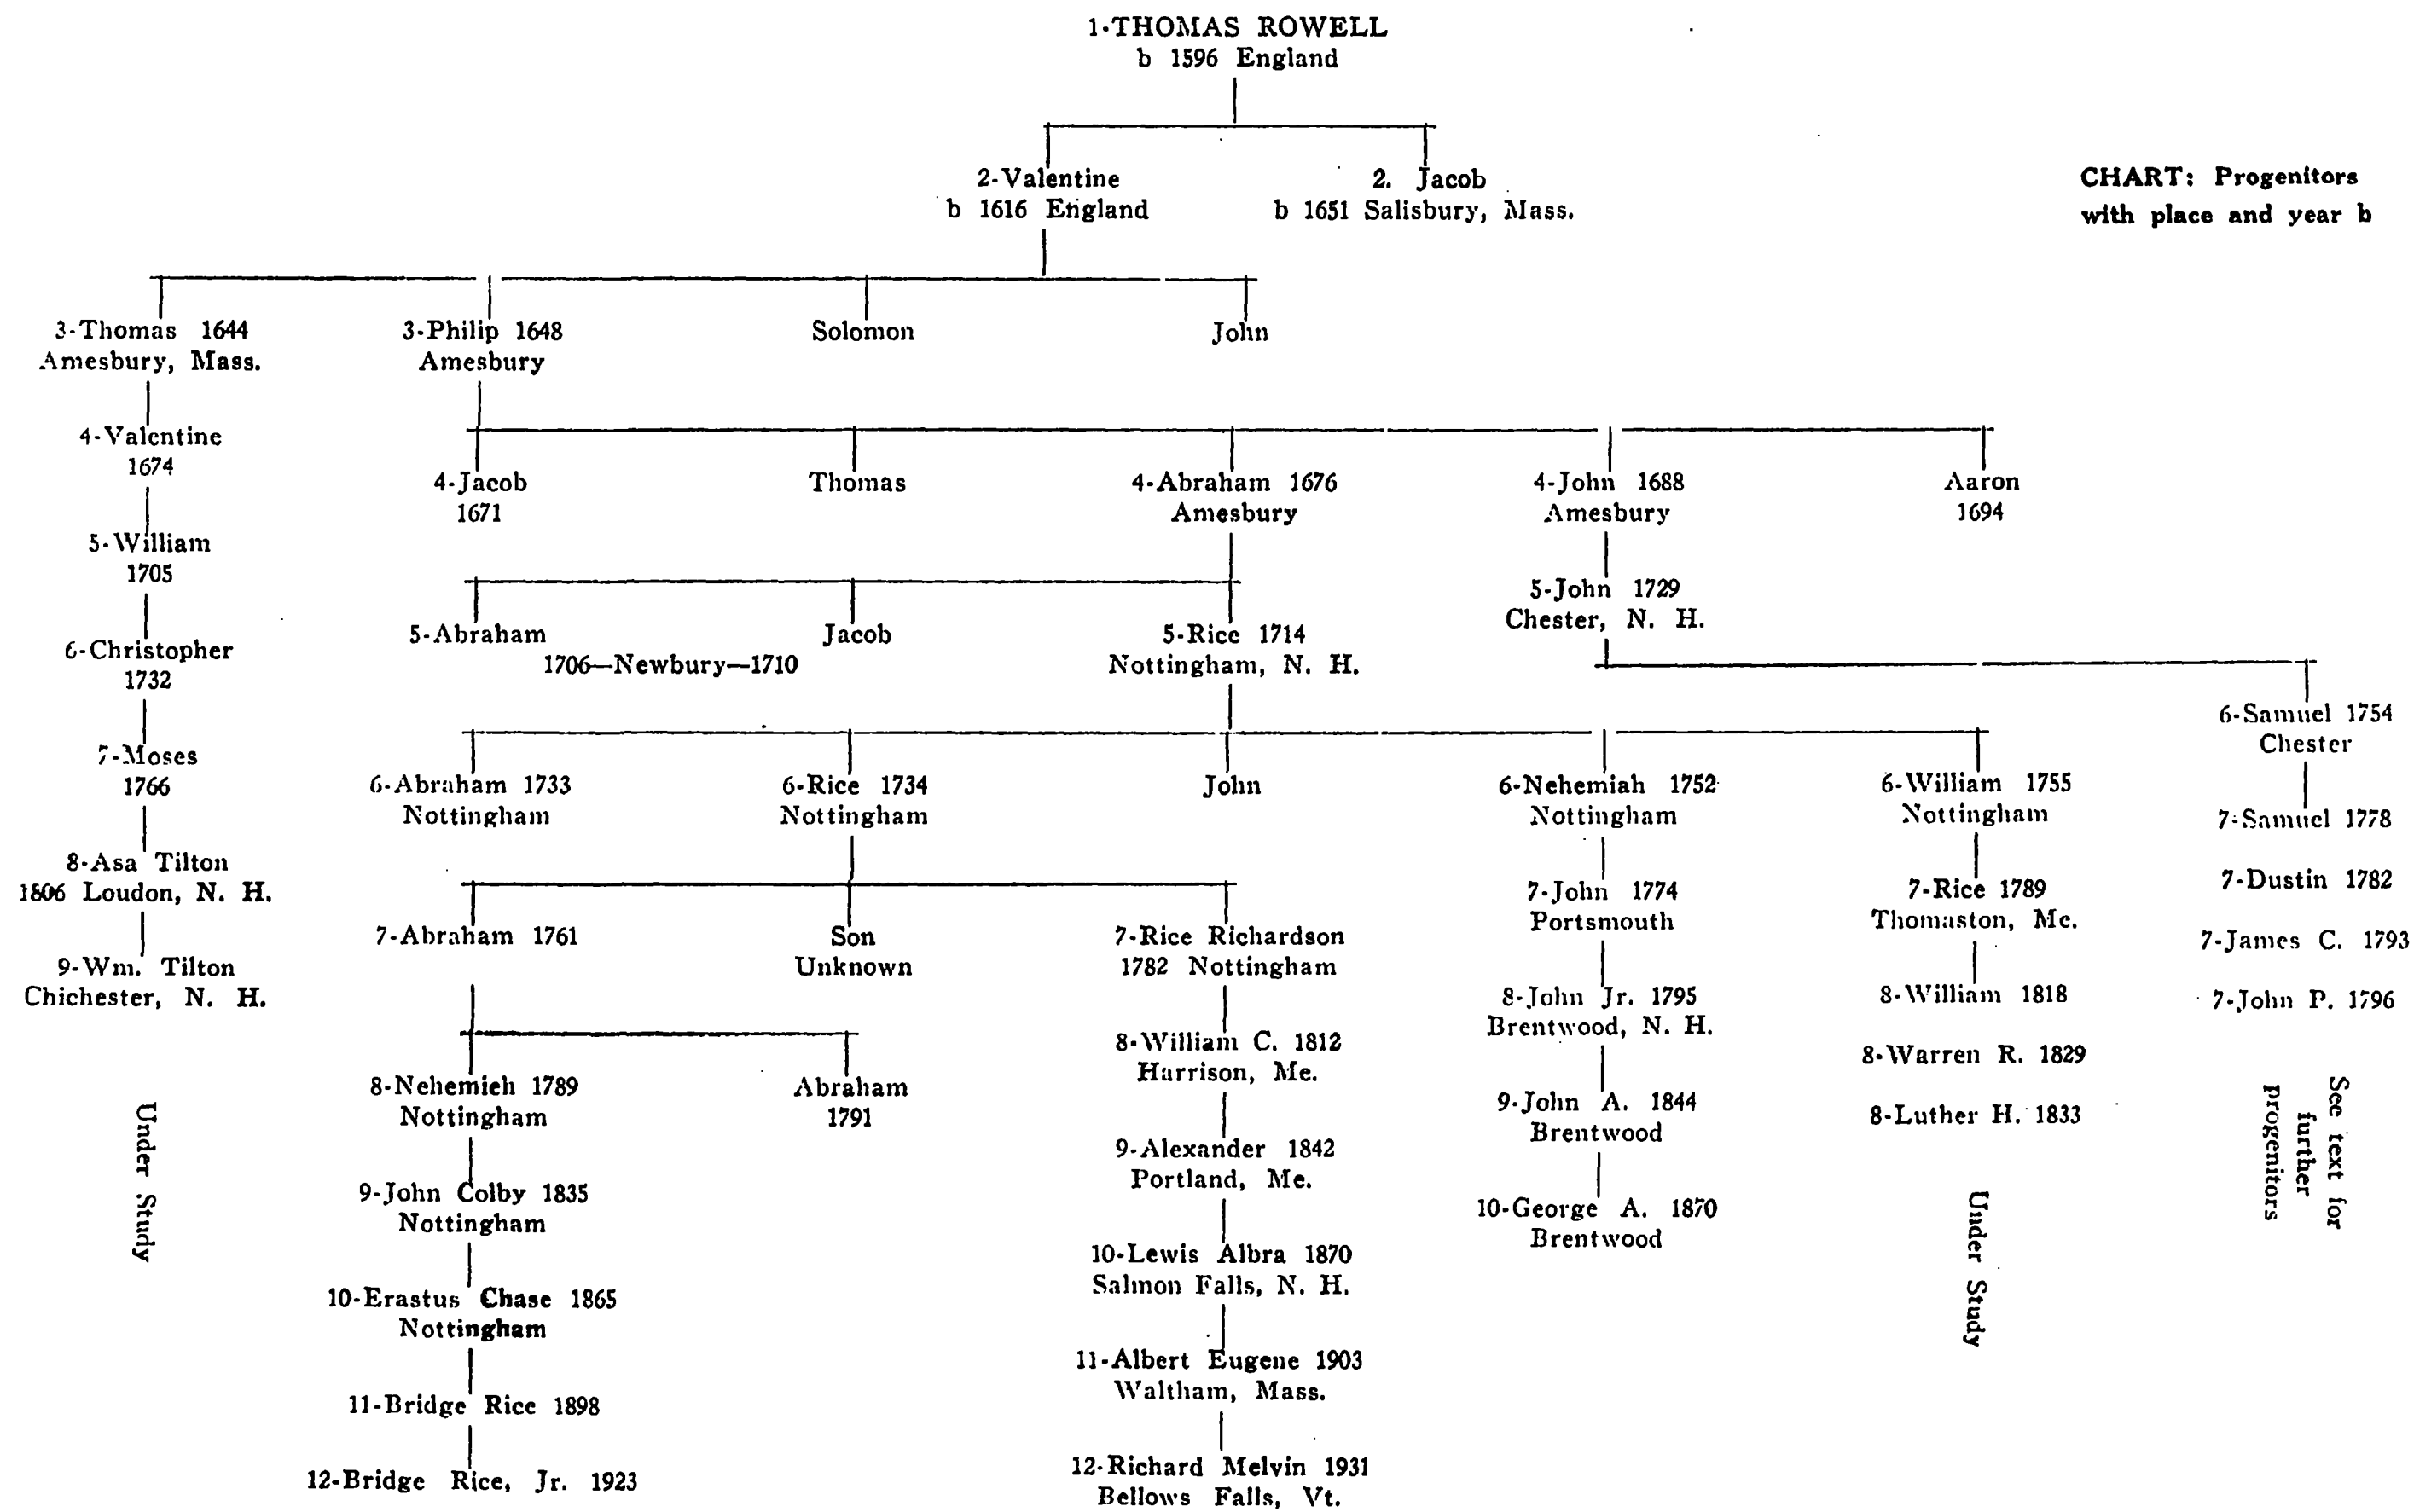 1-THOMAS ROWELL
b 1596 England
2-Valentine
b 1616 England
2. Jacob
b 1651 Salisbury, Mass.
CHART: Progenitors
with place and year b
3-Thomas 1644
Amesbury, Mass.
3-Philip 1648
Amesbury
Solomon
John
4-Valentine
1674
4-Jacob
1671
Thomas
4-Abraham 1676
Amesbury
4-John 1688
Amesbury
Aaron
1694
5-William
1705
5-John 1729
Chester, N. H.
5-Abraham
Jacob
1706—Newbury—1710
5-Rice 1714
Nottingham, N. H.
6-Christopher
1732
6-Samuel 1754
Chester
7-Moses
1766
6-Abraham 1733
Nottingham
6-Rice 1734
Nottingham
John
6-Nehemiah 1752
Nottingham
6-William 1755
Nottingham
7-Samuel 1778
7-Dustin 1782
7-James C. 1793
7-John P. 1796
See text for
further
progenitors
8-Asa Tilton
1806 Loudon, N. H.
9-Wm. Tilton
Chichester, N. H.
Under Study
7-Abraham 1761
Son
Unknown
7-Rice Richardson
1782 Nottingham
7-John 1774
Portsmouth
7-Rice 1789
Thomaston, Me.
8-William 1818
8-Warren R. 1829
8-Luther H. 1833
Under Study
8-Nehemieh 1789
Nottingham
Abraham
1791
8-William C. 1812
Harrison, Me.
8-John Jr. 1795
Brentwood, N. H.
9-John Colby 1835
Nottingham
9-Alexander 1842
Portland, Me.
9-John A. 1844
Brentwood
10-Erastus Chase 1865
Nottingham
10-Lewis Albra 1870
Salmon Falls, N. H.
10-George A. 1870
Brentwood
11-Bridge Rice 1898
11-Albert Eugene 1903
Waltham, Mass.
12-Bridge Rice, Jr. 1923
12-Richard Melvin 1931
Bellows Falls, Vt.